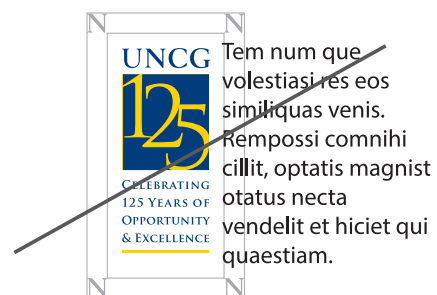 N N
UNCG
125
CELEBRATING
125 YEARS OF
OPPORTUNITY
& EXCELLENCE
N N
Tem num que
volestiasi res eos
similiquas venis.
Rempossi comnihi
cillit, optatis magnist
otatus necta
vendelit et hiciet qui
quaestiam.